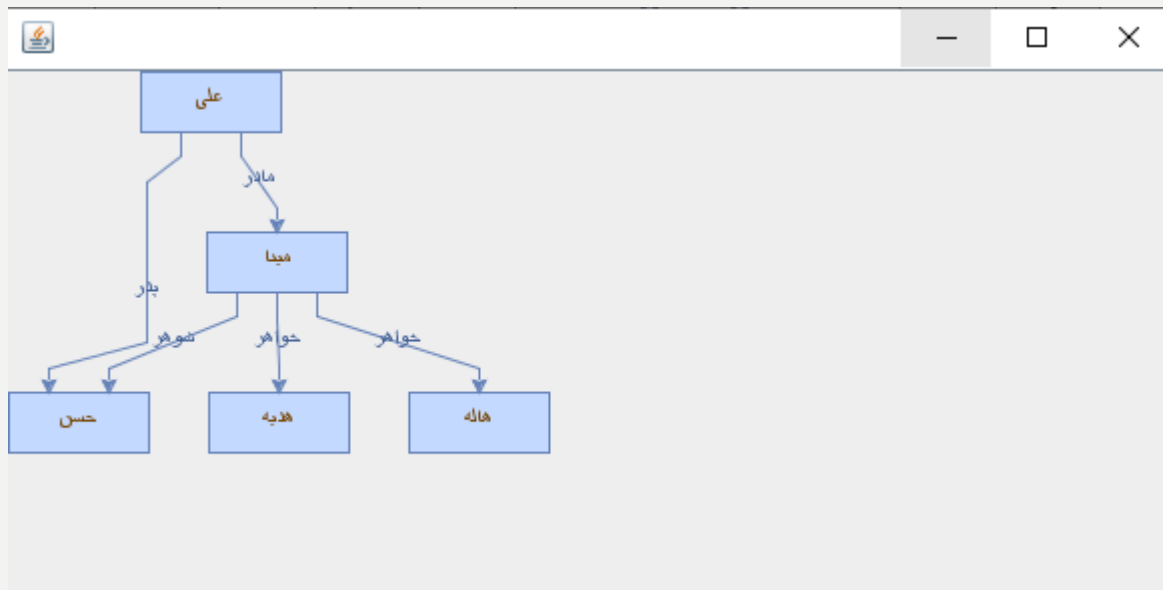 علی
مادر
میدا
پدر
شوهر
خواهر
خواهر
حسن
هدیه
هاله